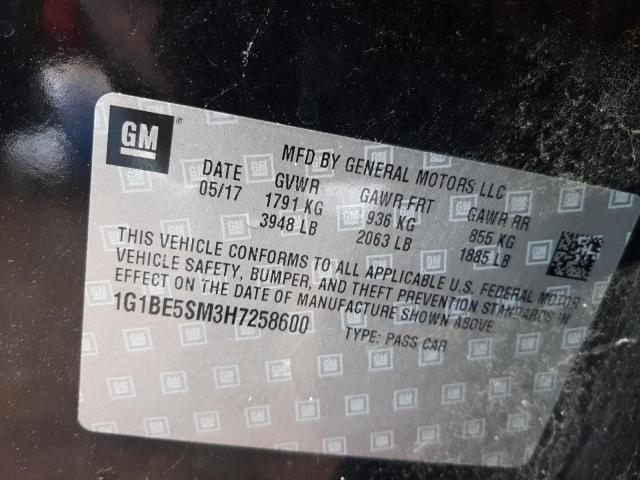 GM
MFD BY GENERAL MOTORS LLC
DATE GVWR GAWR FRT GAWR RR
05/17 1791 KG 936 KG 855 KG
3948 LB 2063 LB 1885 LB
THIS VEHICLE CONFORMS TO ALL APPLICABLE U.S. FEDERAL MOTOR
VEHICLE SAFETY, BUMPER, AND THEFT PREVENTION STANDARDS IN
EFFECT ON THE DATE OF MANUFACTURE SHOWN ABOVE.
1G1BE5SM3H7258600 TYPE: PASS CAR